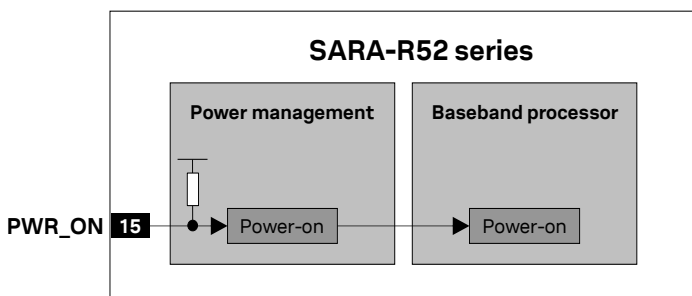 SARA-R52 series
Power management
Baseband processor
PWR_ON 15
Power-on
Power-on